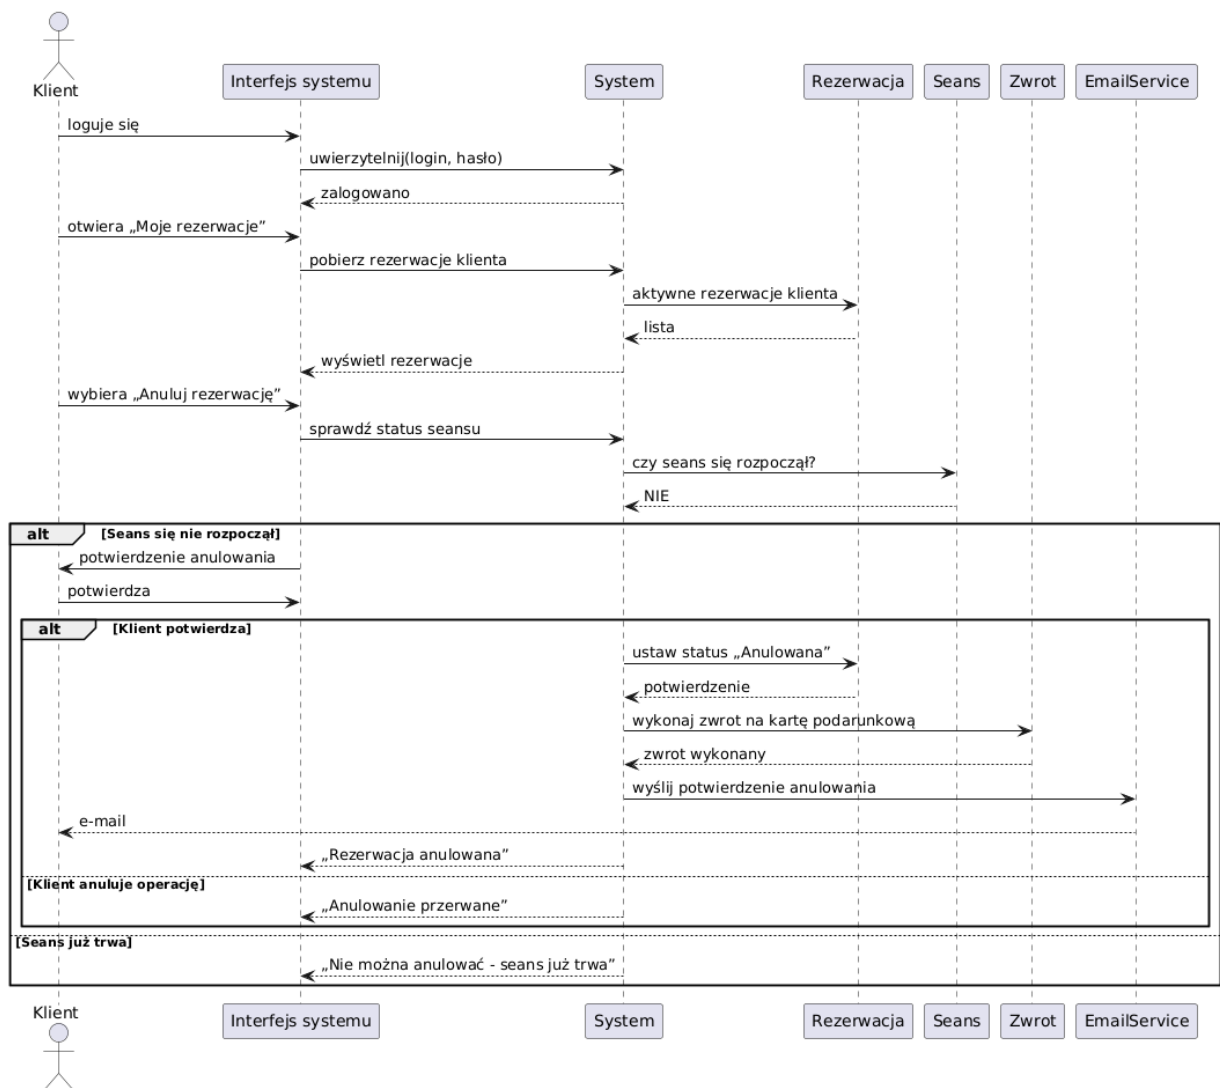 Klient
Interfejs systemu
System
Rezerwacja
Seans
Zwrot
EmailService
loguje się
uwierzytelnij(login, hasło)
zalogowano
otwiera „Moje rezerwacje”
pobierz rezerwacje klienta
aktywne rezerwacje klienta
lista
wyświetl rezerwacje
wybiera „Anuluj rezerwację”
sprawdź status seansu
czy seans się rozpoczął?
NIE
alt [Seans się nie rozpoczął]
potwierdzenie anulowania
potwierdza
alt [Klient potwierdza]
ustaw status „Anulowana”
potwierdzenie
wykonaj zwrot na kartę podarunkową
zwrot wykonany
wyślij potwierdzenie anulowania
e-mail
„Rezerwacja anulowana”
[Klient anuluje operację]
„Anulowanie przerwane”
[Seans już trwa]
„Nie można anulować - seans już trwa”
Klient
Interfejs systemu
System
Rezerwacja
Seans
Zwrot
EmailService